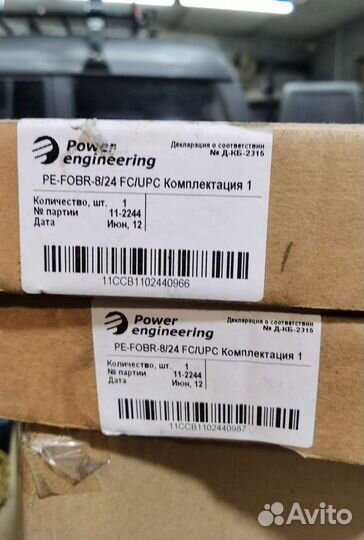 Power
engineering
Декларация о соответствии
№ Д-КБ-2315
PE-FOBR-8/24 FC/UPC Комплектация 1
Количество, шт. 1
№ партии 11-2244
Дата Июн, 12
11CCB1102440966
Power
engineering
Декларация о соответствии
№ Д-КБ-2315
PE-FOBR-8/24 FC/UPC Комплектация 1
Количество, шт. 1
№ партии 11-2244
Дата Июн, 12
11CCB1102440987
Avito